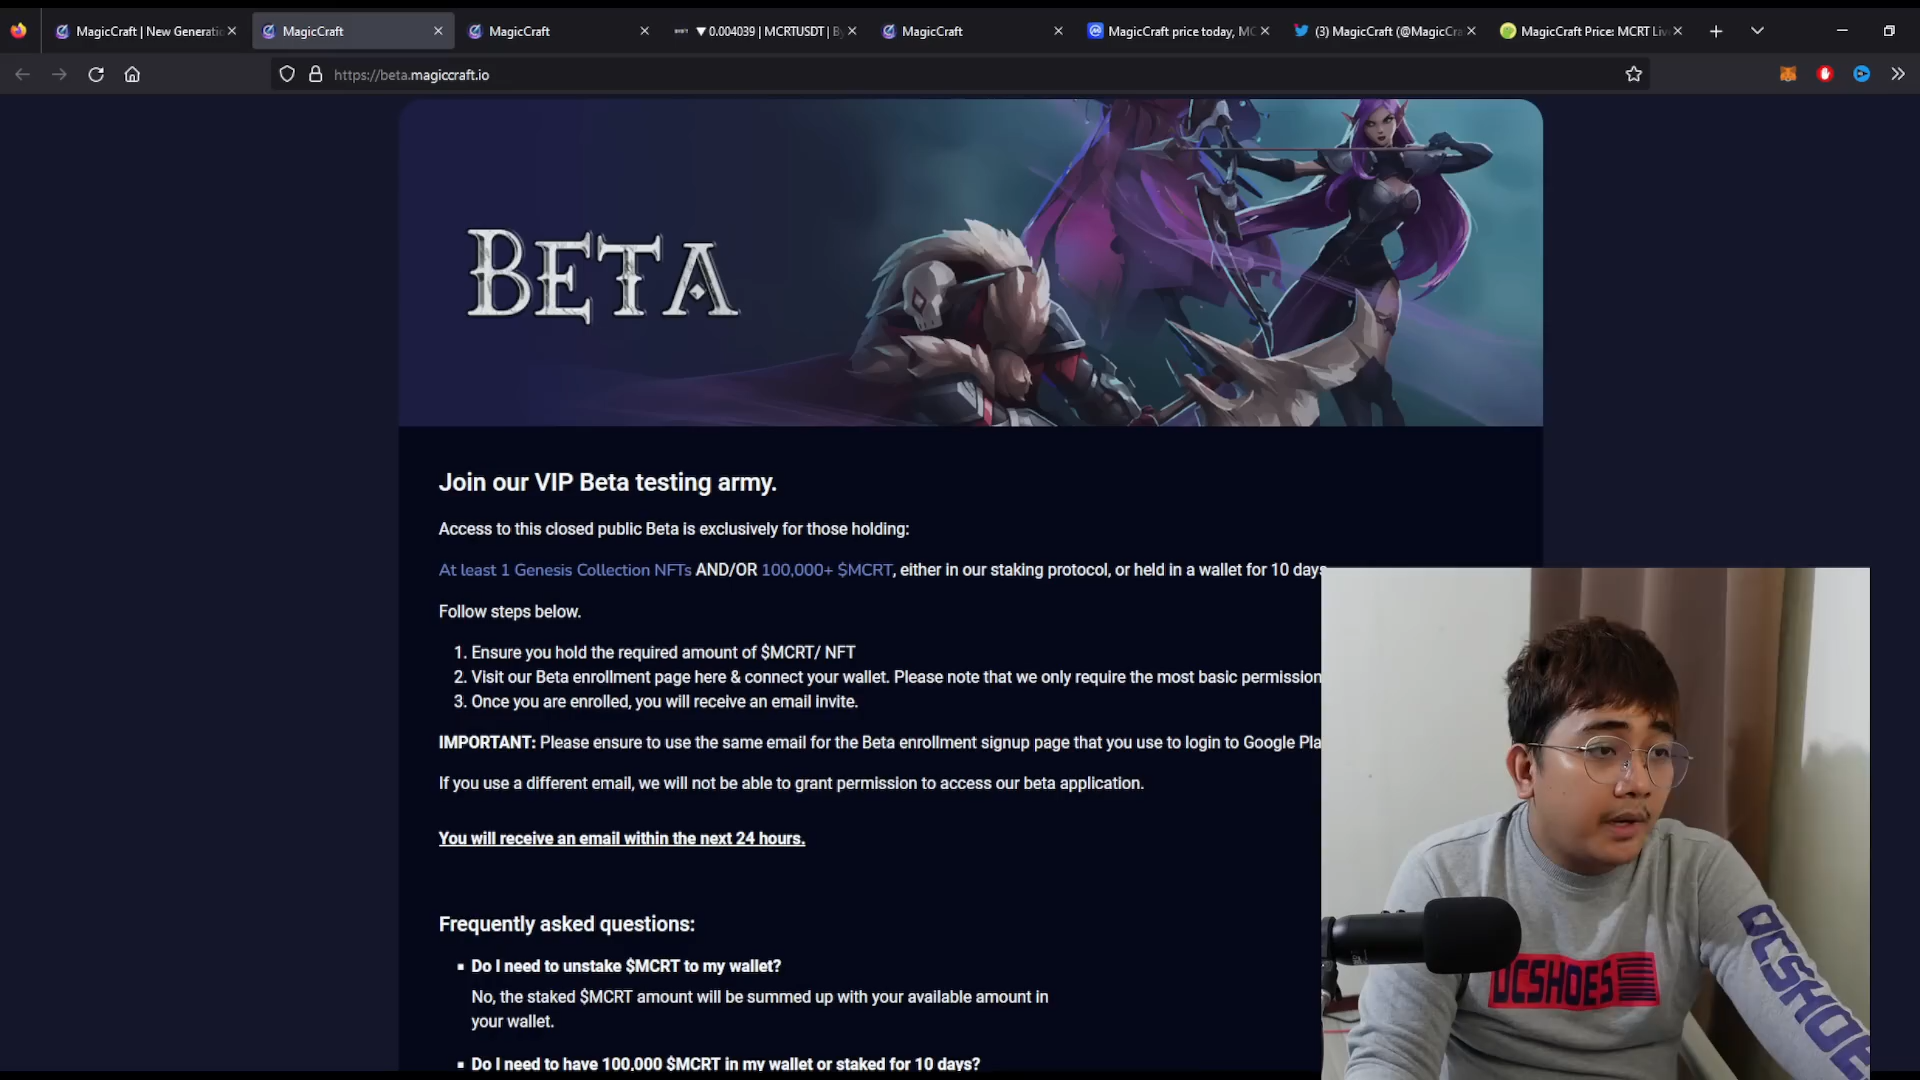 MagicCraft | New Generatio
MagicCraft
MagicCraft
▼ 0.004039 | MCRTUSDT | By
MagicCraft
MagicCraft price today, MC
(3) MagicCraft (@MagicCra
MagicCraft Price: MCRT Liv
https://beta.magiccraft.io
BETA
Join our VIP Beta testing army.
Access to this closed public Beta is exclusively for those holding:
At least 1 Genesis Collection NFTs AND/OR 100,000+ $MCRT, either in our staking protocol, or held in a wallet for 10 days
Follow steps below.
1. Ensure you hold the required amount of $MCRT/ NFT
2. Visit our Beta enrollment page here & connect your wallet. Please note that we only require the most basic permission
3. Once you are enrolled, you will receive an email invite.
IMPORTANT: Please ensure to use the same email for the Beta enrollment signup page that you use to login to Google Pla
If you use a different email, we will not be able to grant permission to access our beta application.
You will receive an email within the next 24 hours.
Frequently asked questions:
▪ Do I need to unstake $MCRT to my wallet?
No, the staked $MCRT amount will be summed up with your available amount in
your wallet.
▪ Do I need to have 100,000 $MCRT in my wallet or staked for 10 days?
DCSHOES
DCSHOE